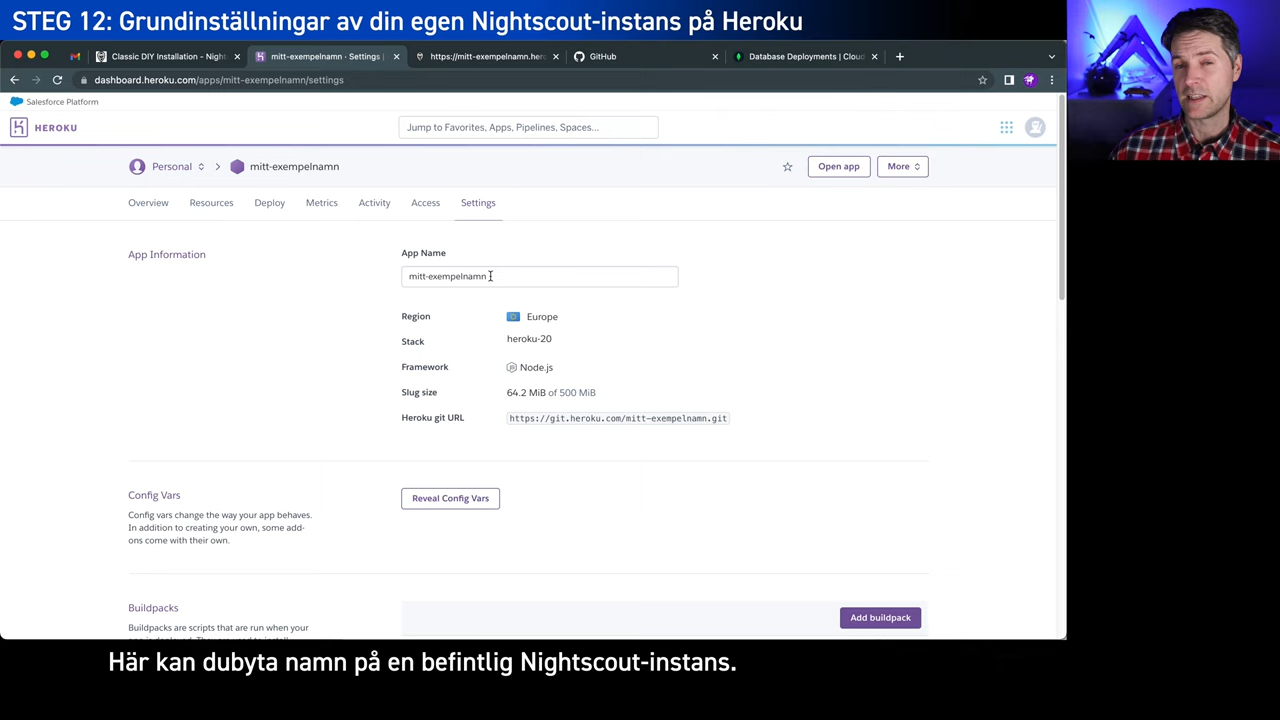 STEG 12: Grundinställningar av din egen Nightscout-instans på Heroku
Classic DIY Installation - Nigh
mitt-exempelnamn · Settings |
https://mitt-exempelnamn.hero
GitHub
Database Deployments | Cloud
dashboard.heroku.com/apps/mitt-exempelnamn/settings
Salesforce Platform
HEROKU
Jump to Favorites, Apps, Pipelines, Spaces...
Personal
mitt-exempelnamn
Open app
More
Overview
Resources
Deploy
Metrics
Activity
Access
Settings
App Information
App Name
mitt-exempelnamn
Region
Europe
Stack
heroku-20
Framework
Node.js
Slug size
64.2 MiB of 500 MiB
Heroku git URL
https://git.heroku.com/mitt-exempelnamn.git
Config Vars
Reveal Config Vars
Config vars change the way your app behaves.
In addition to creating your own, some add-
ons come with their own.
Buildpacks
Add buildpack
Buildpacks are scripts that are run when your
Här kan dubyta namn på en befintlig Nightscout-instans.